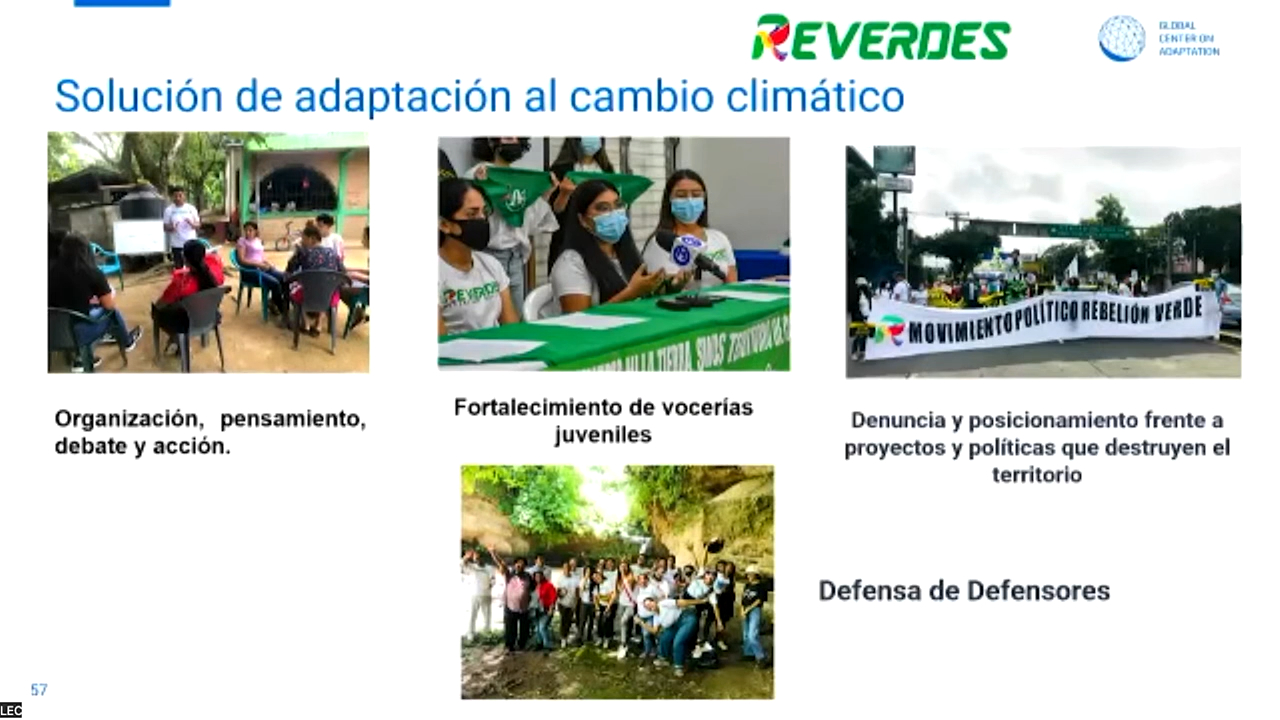 REVERDES
GLOBAL
CENTER ON
ADAPTATION
Solución de adaptación al cambio climático
REVERDES
MOVIMIENTO POLÍTICO REBELIÓN VERDE
Organización, pensamiento,
debate y acción.
Fortalecimiento de vocerías
juveniles
Denuncia y posicionamiento frente a
proyectos y políticas que destruyen el
territorio
Defensa de Defensores
57
LEC